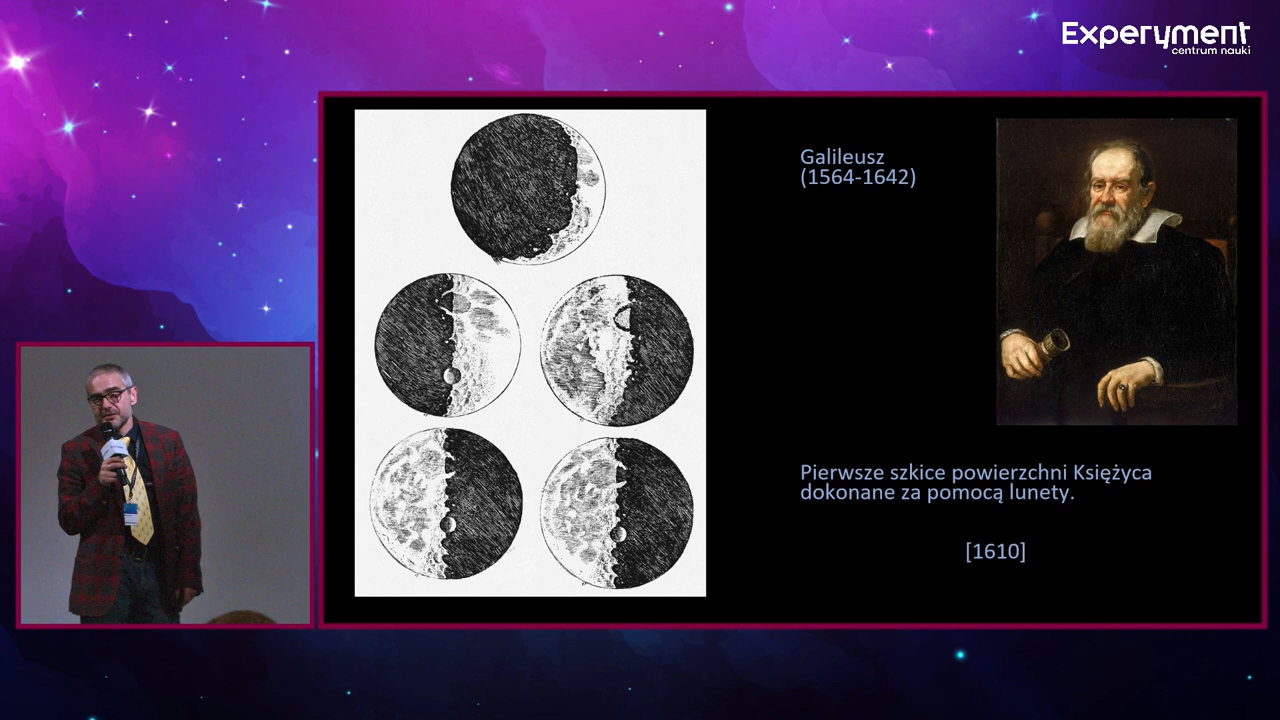 Experyment
centrum nauki
Galileusz
(1564-1642)
Pierwsze szkice powierzchni Księżyca
dokonane za pomocą lunety.
[1610]